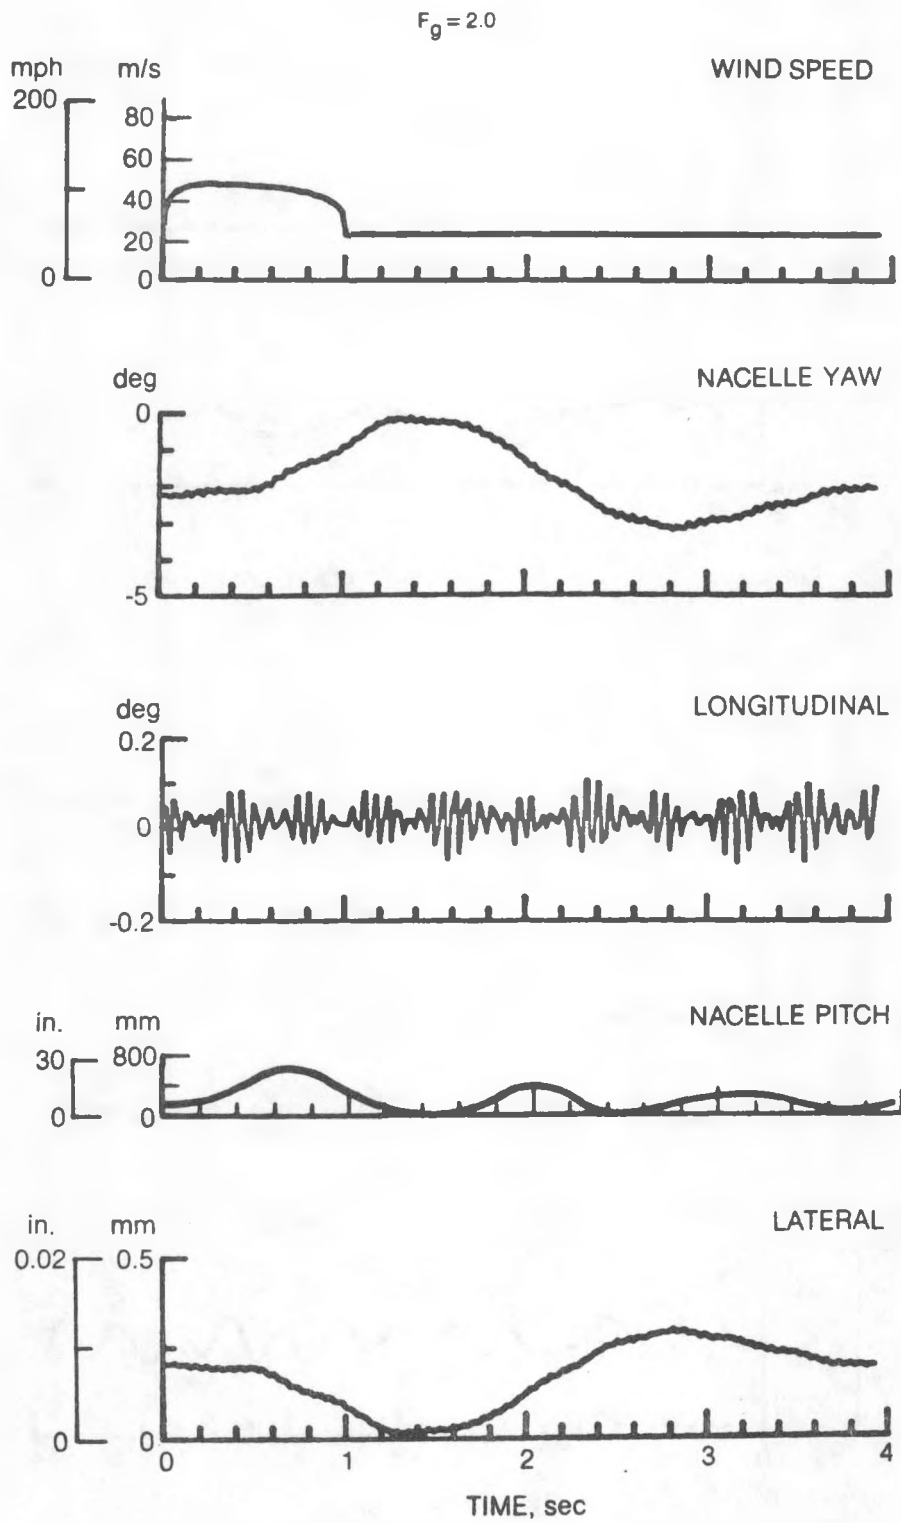 Fg = 2.0
mph m/s WIND SPEED
200
80
60
40
20
0 0
deg NACELLE YAW
0
-5
deg LONGITUDINAL
0.2
0
-0.2
in. mm NACELLE PITCH
30 800
0 0
in. mm LATERAL
0.02 0.5
0 0
0 1 2 3 4
TIME, sec